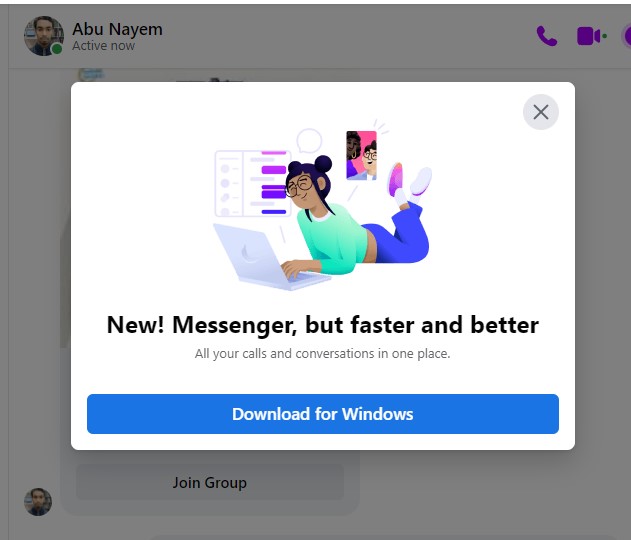 Abu Nayem
Active now
New! Messenger, but faster and better
All your calls and conversations in one place.
Download for Windows
Join Group